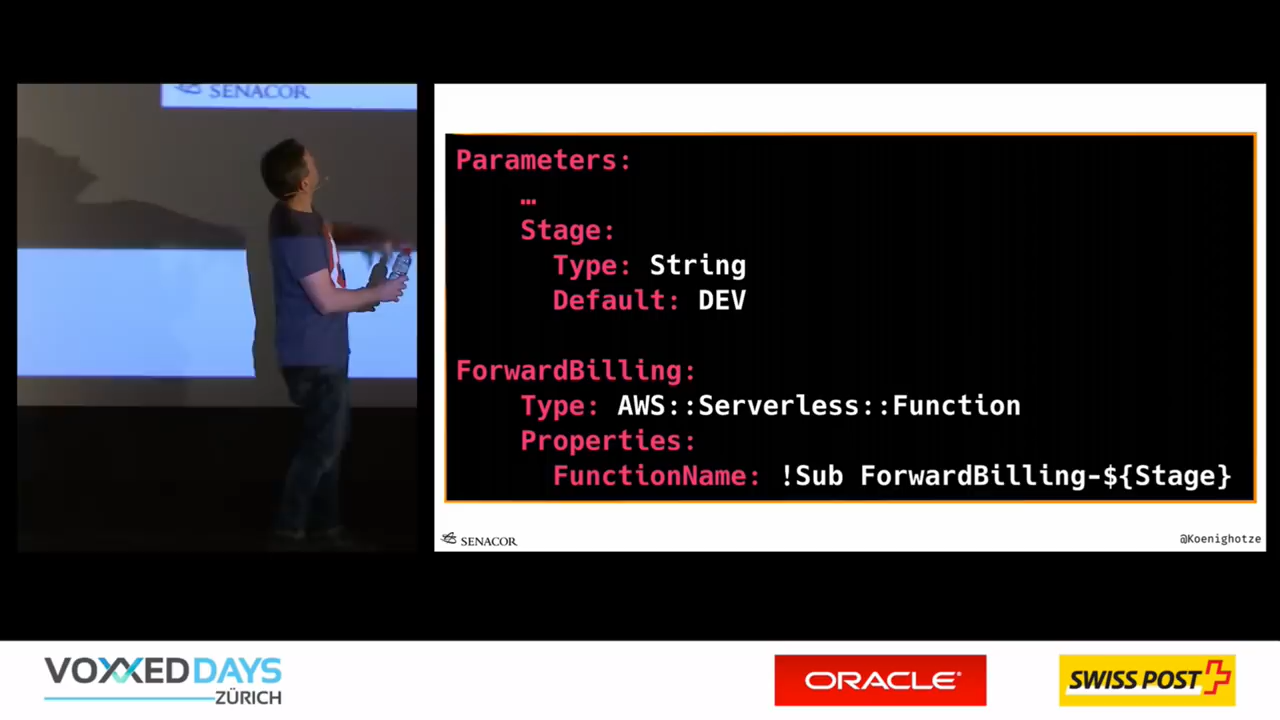 SENACOR
Parameters:
…
Stage:
Type: String
Default: DEV
ForwardBilling:
Type: AWS::Serverless::Function
Properties:
FunctionName: !Sub ForwardBilling-${Stage}
SENACOR
@Koenighotze
VOXXED DAYS
ZÜRICH
ORACLE®
SWISS POST